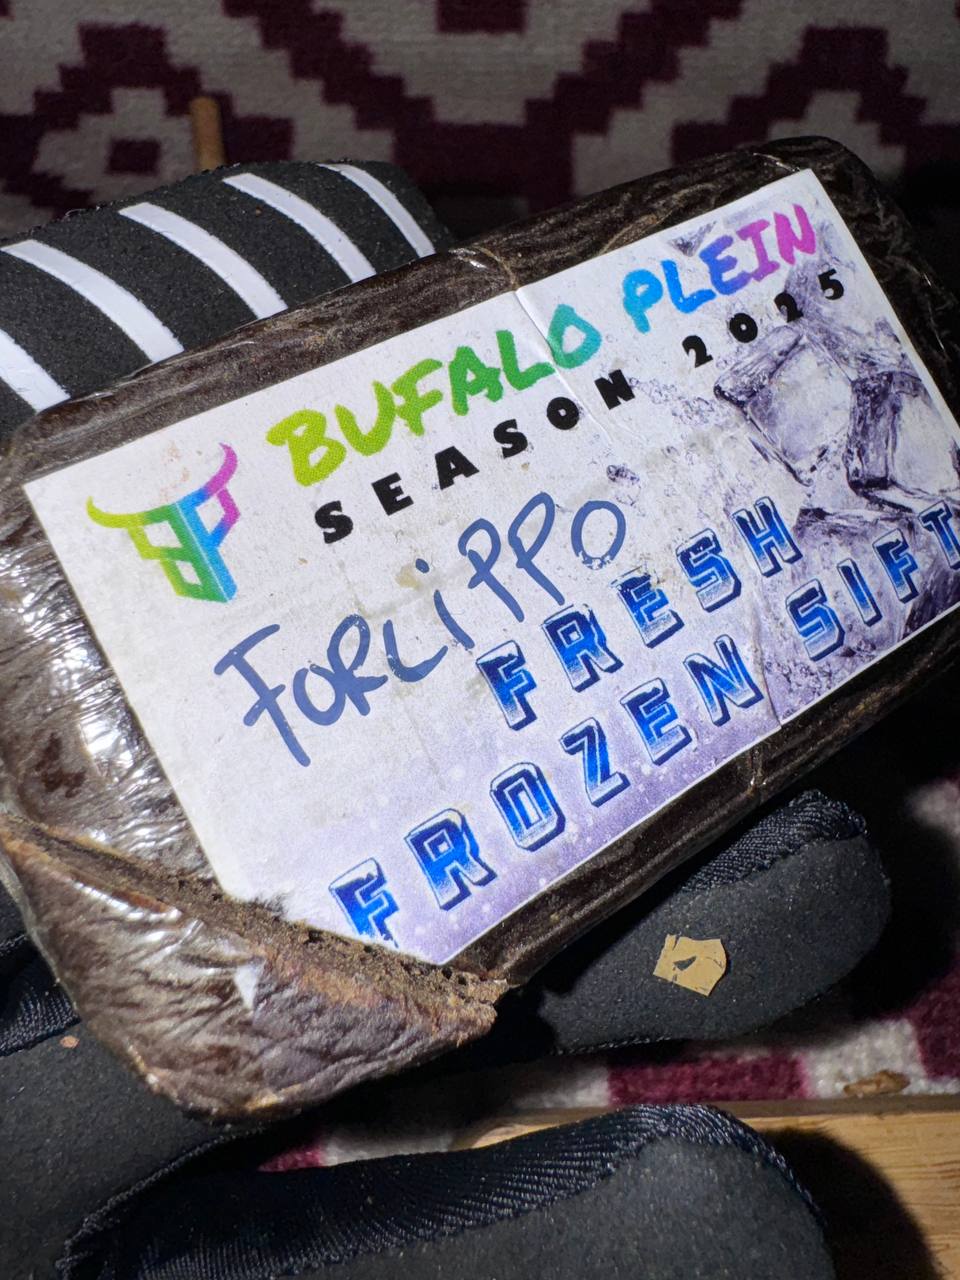 BUFALO PLEIN
SEASON 2025
FORLiPPO
FRESH
FROZEN SIFT